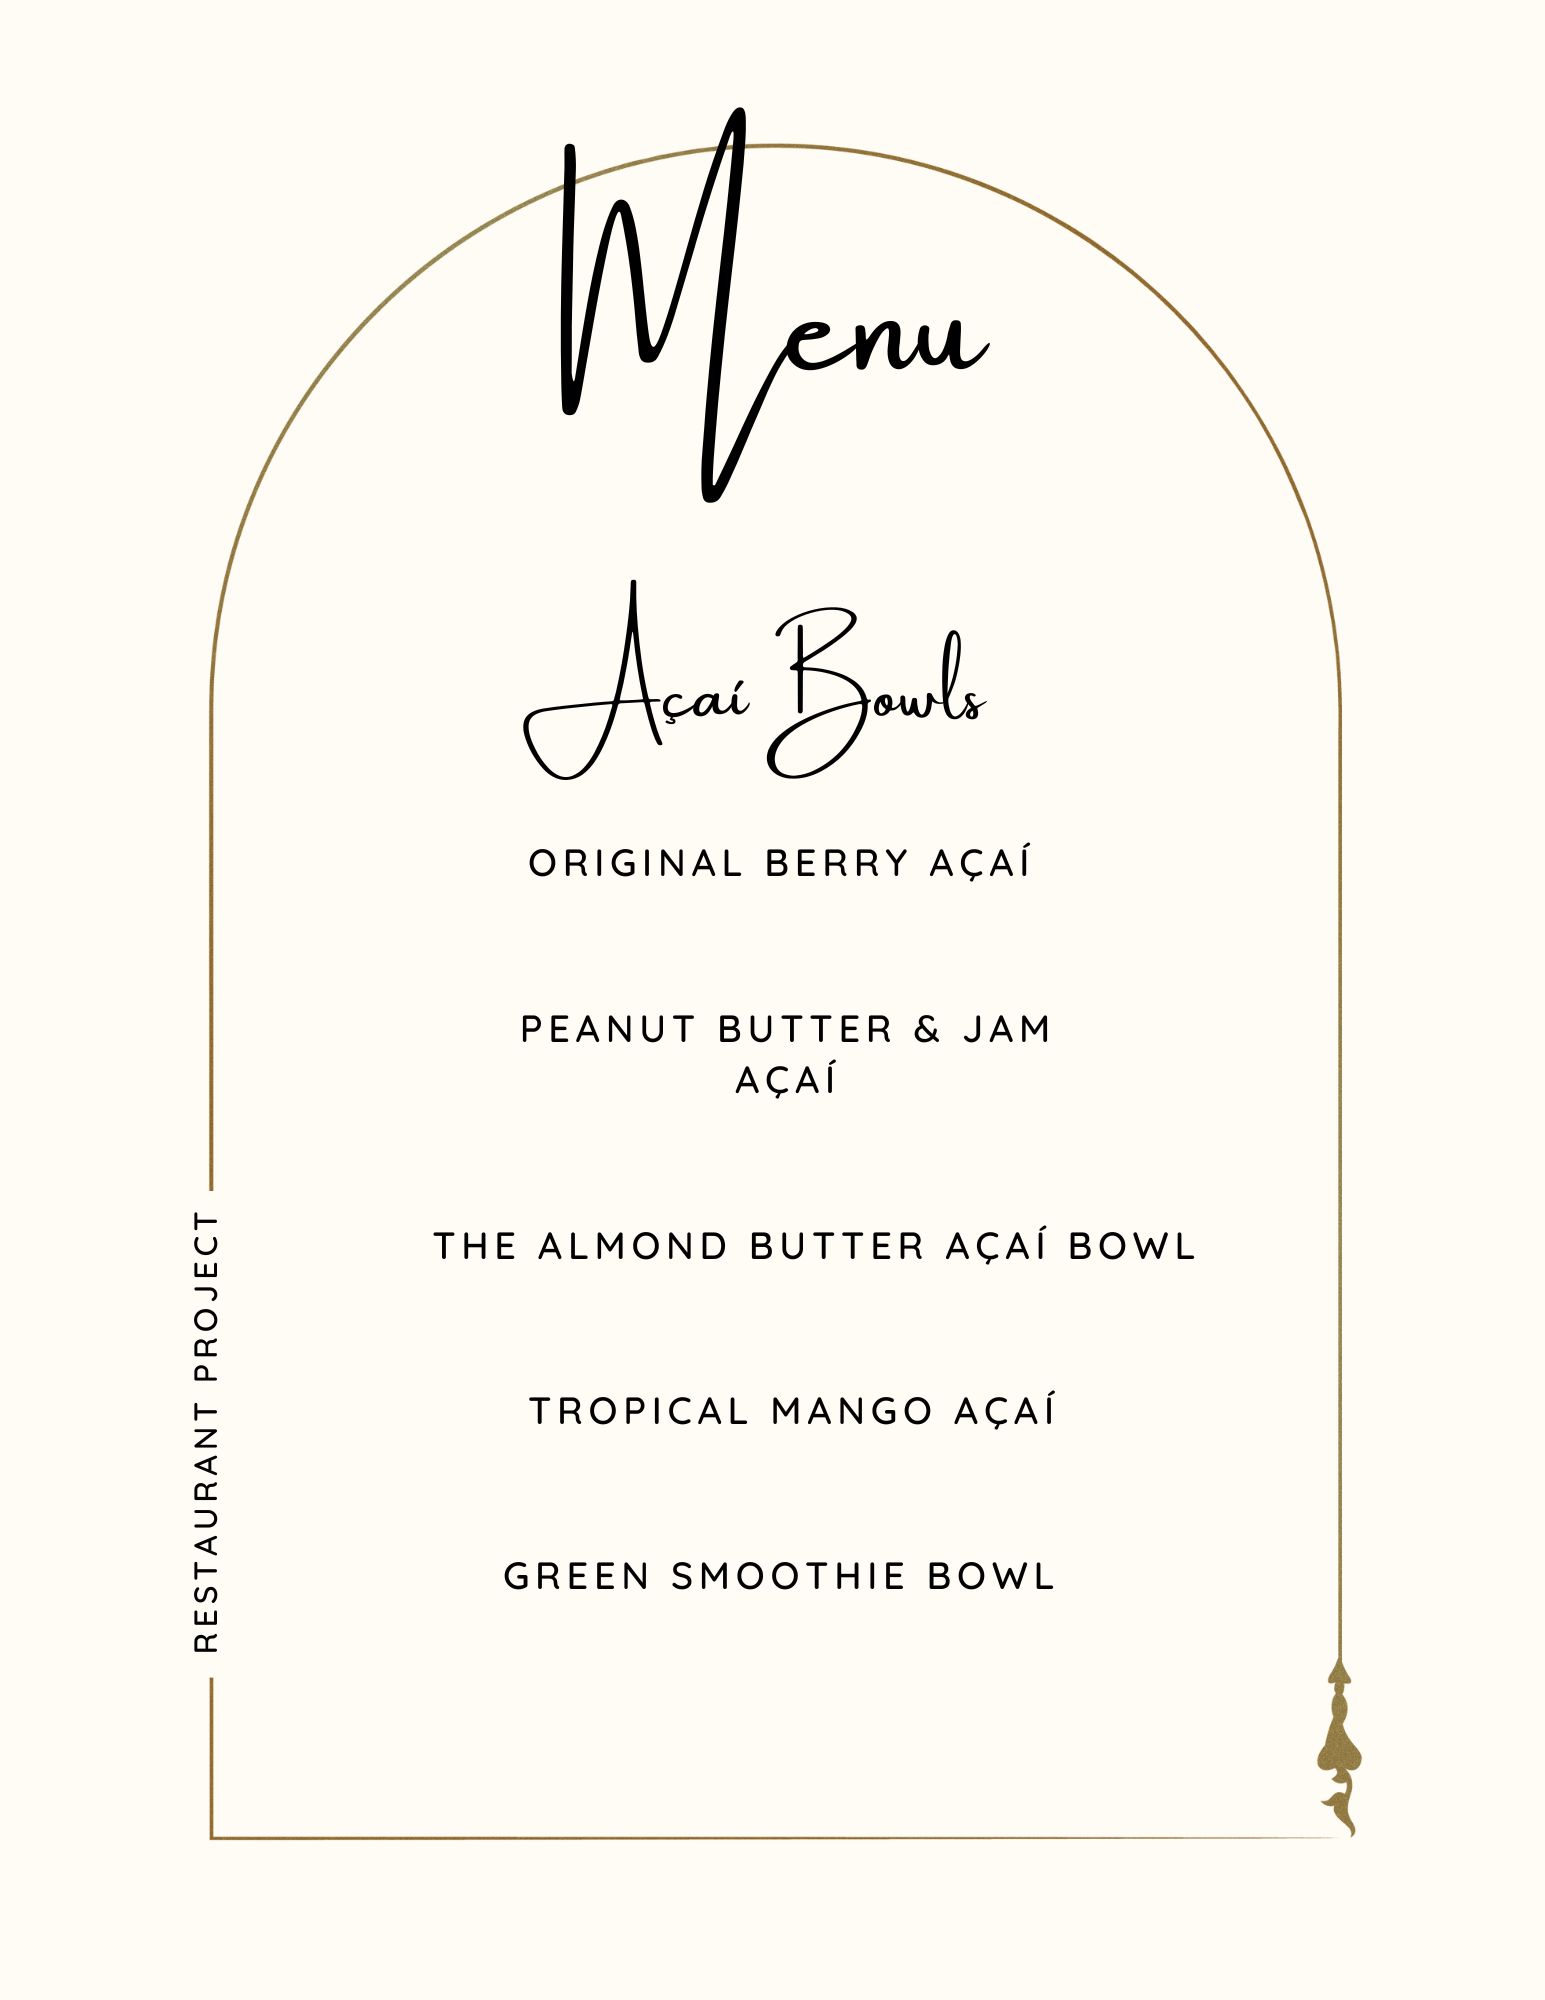 Menu
Açaí Bowls
ORIGINAL BERRY AÇAÍ
PEANUT BUTTER & JAM
AÇAÍ
THE ALMOND BUTTER AÇAÍ BOWL
TROPICAL MANGO AÇAÍ
GREEN SMOOTHIE BOWL
RESTAURANT PROJECT